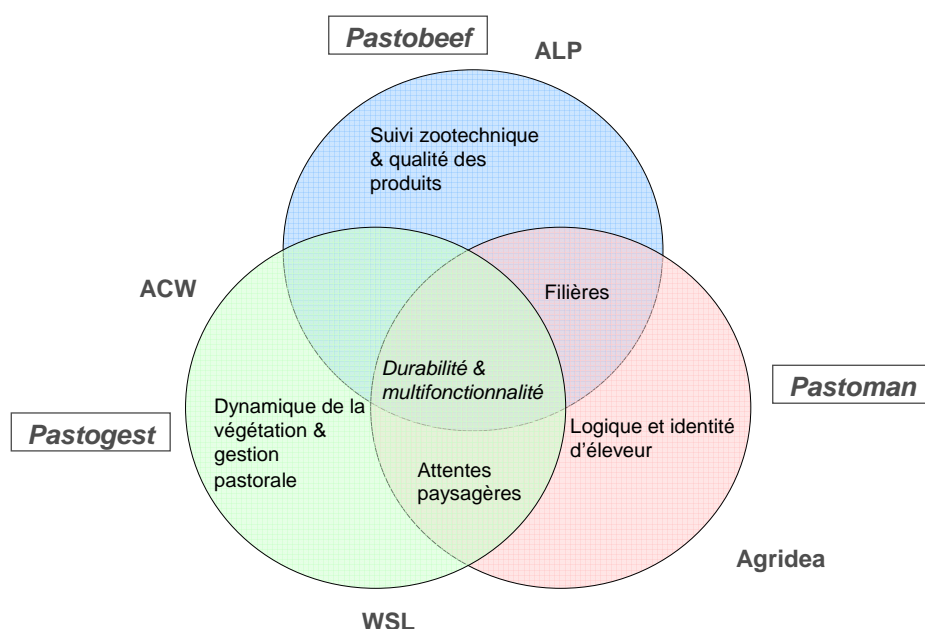 Pastobeef
ALP
Suivi zootechnique
& qualité des
produits
ACW
Filières
Durabilité &
multifonctionnalité
Pastoman
Pastogest
Dynamique de la
végétation &
gestion
pastorale
Logique et identité
d'éleveur
Attentes
paysagères
Agridea
WSL